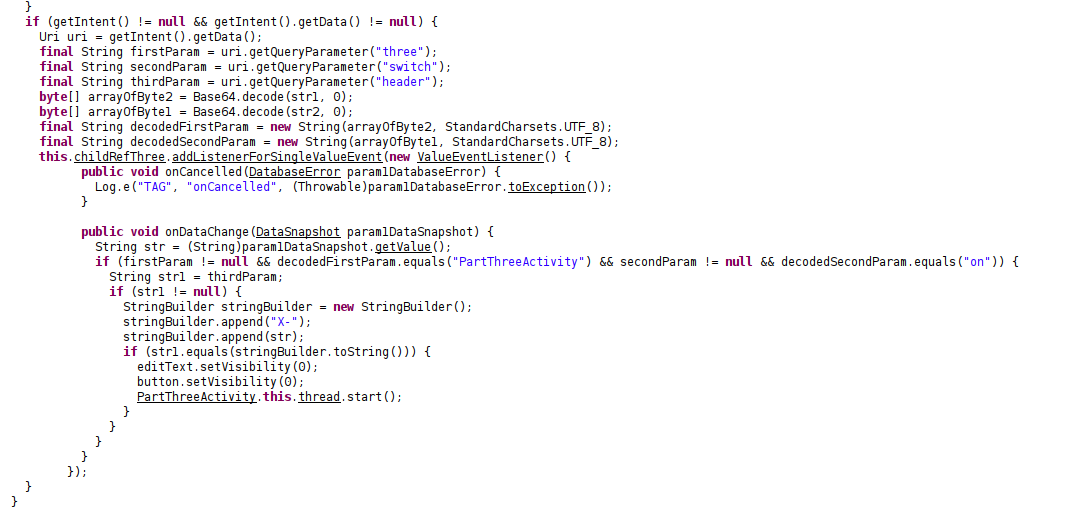 }
if (getIntent() != null && getIntent().getData() != null) {
Uri uri = getIntent().getData();
final String firstParam = uri.getQueryParameter("three");
final String secondParam = uri.getQueryParameter("switch");
final String thirdParam = uri.getQueryParameter("header");
byte[] arrayOfByte2 = Base64.decode(str1, 0);
byte[] arrayOfByte1 = Base64.decode(str2, 0);
final String decodedFirstParam = new String(arrayOfByte2, StandardCharsets.UTF_8);
final String decodedSecondParam = new String(arrayOfByte1, StandardCharsets.UTF_8);
this.childRefThree.addListenerForSingleValueEvent(new ValueEventListener() {
public void onCancelled(DatabaseError param1DatabaseError) {
Log.e("TAG", "onCancelled", (Throwable)param1DatabaseError.toException());
}
public void onDataChange(DataSnapshot param1DataSnapshot) {
String str = (String)param1DataSnapshot.getValue();
if (firstParam != null && decodedFirstParam.equals("PartThreeActivity") && secondParam != null && decodedSecondParam.equals("on")) {
String str1 = thirdParam;
if (str1 != null) {
StringBuilder stringBuilder = new StringBuilder();
stringBuilder.append("X-");
stringBuilder.append(str);
if (str1.equals(stringBuilder.toString())) {
editText.setVisibility(0);
button.setVisibility(0);
PartThreeActivity.this.thread.start();
}
}
}
}
});
}
}